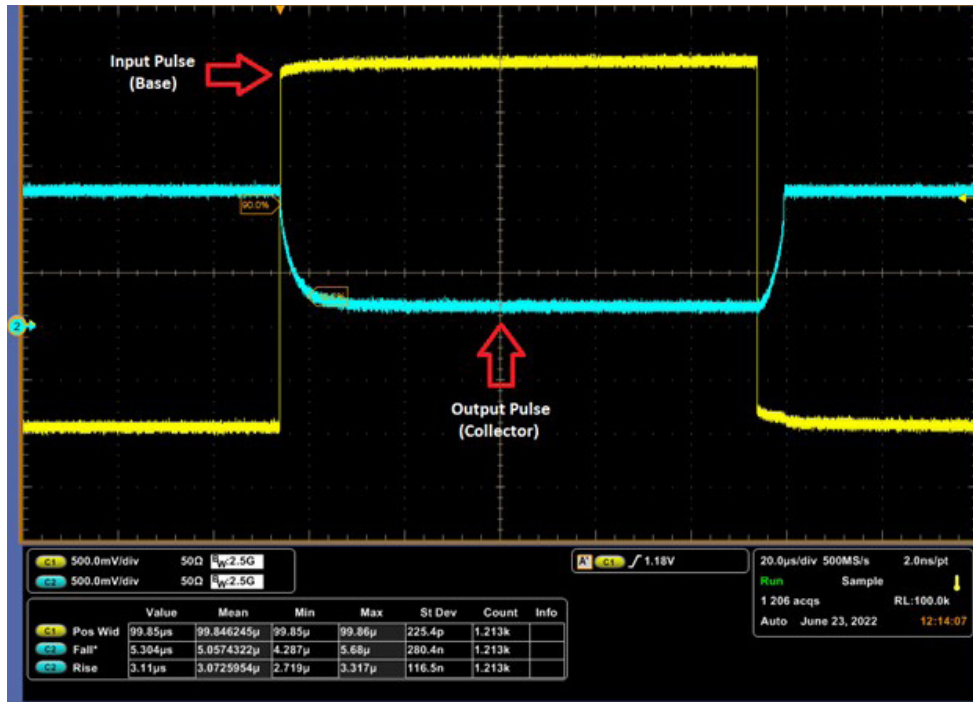 Input Pulse
(Base)
90.0%
2
Output Pulse
(Collector)
C1 500.0mV/div 50Ω BW:2.5G
C2 500.0mV/div 50Ω BW:2.5G
A' C1 1.18V
20.0µs/div 500MS/s 2.0ns/pt
Run Sample
1 206 acqs RL:100.0k
Auto June 23, 2022 12:14:07
Value Mean Min Max St Dev Count Info
C1 Pos Wid 99.85µs 99.846245µ 99.85µ 99.86µ 225.4p 1.213k
C2 Fall* 5.304µs 5.0574322µ 4.287µ 5.68µ 280.4n 1.213k
C2 Rise 3.11µs 3.0725954µ 2.719µ 3.317µ 116.5n 1.213k